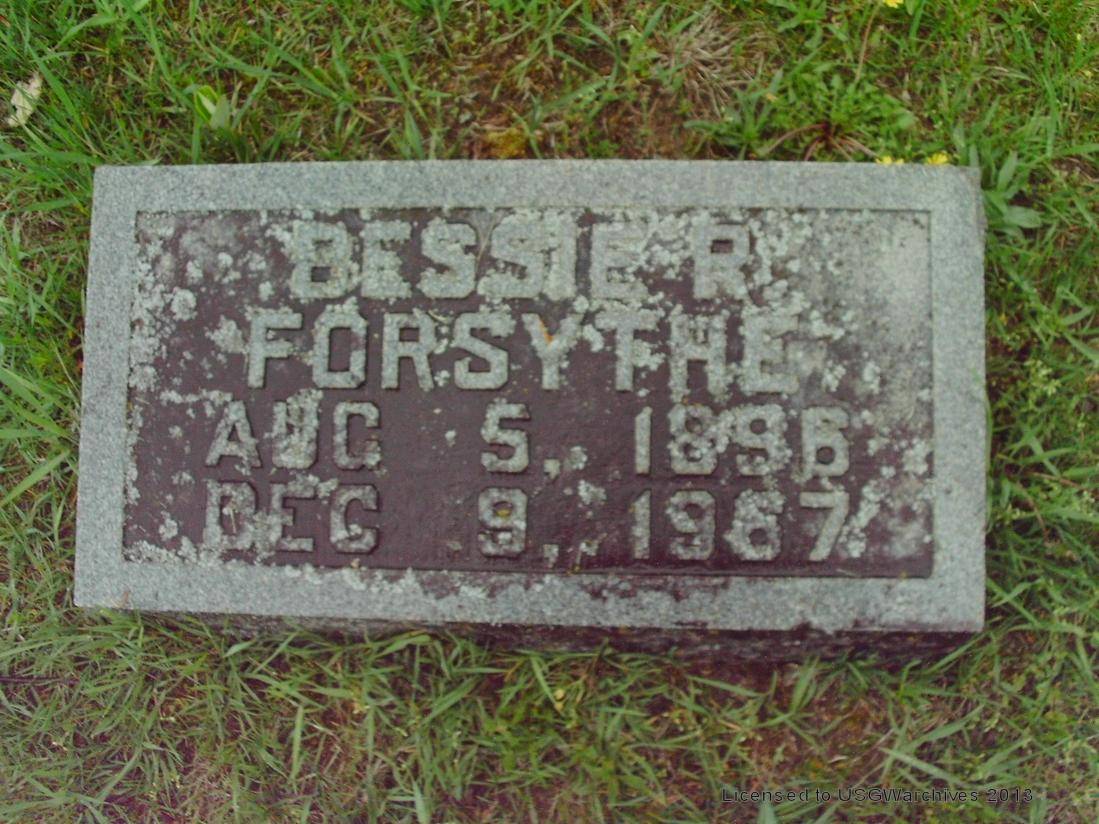 BESSIE R
FORSYTHE
AUG 5, 1896
DEC 9, 1967
Licensed to USGWarchives 2013